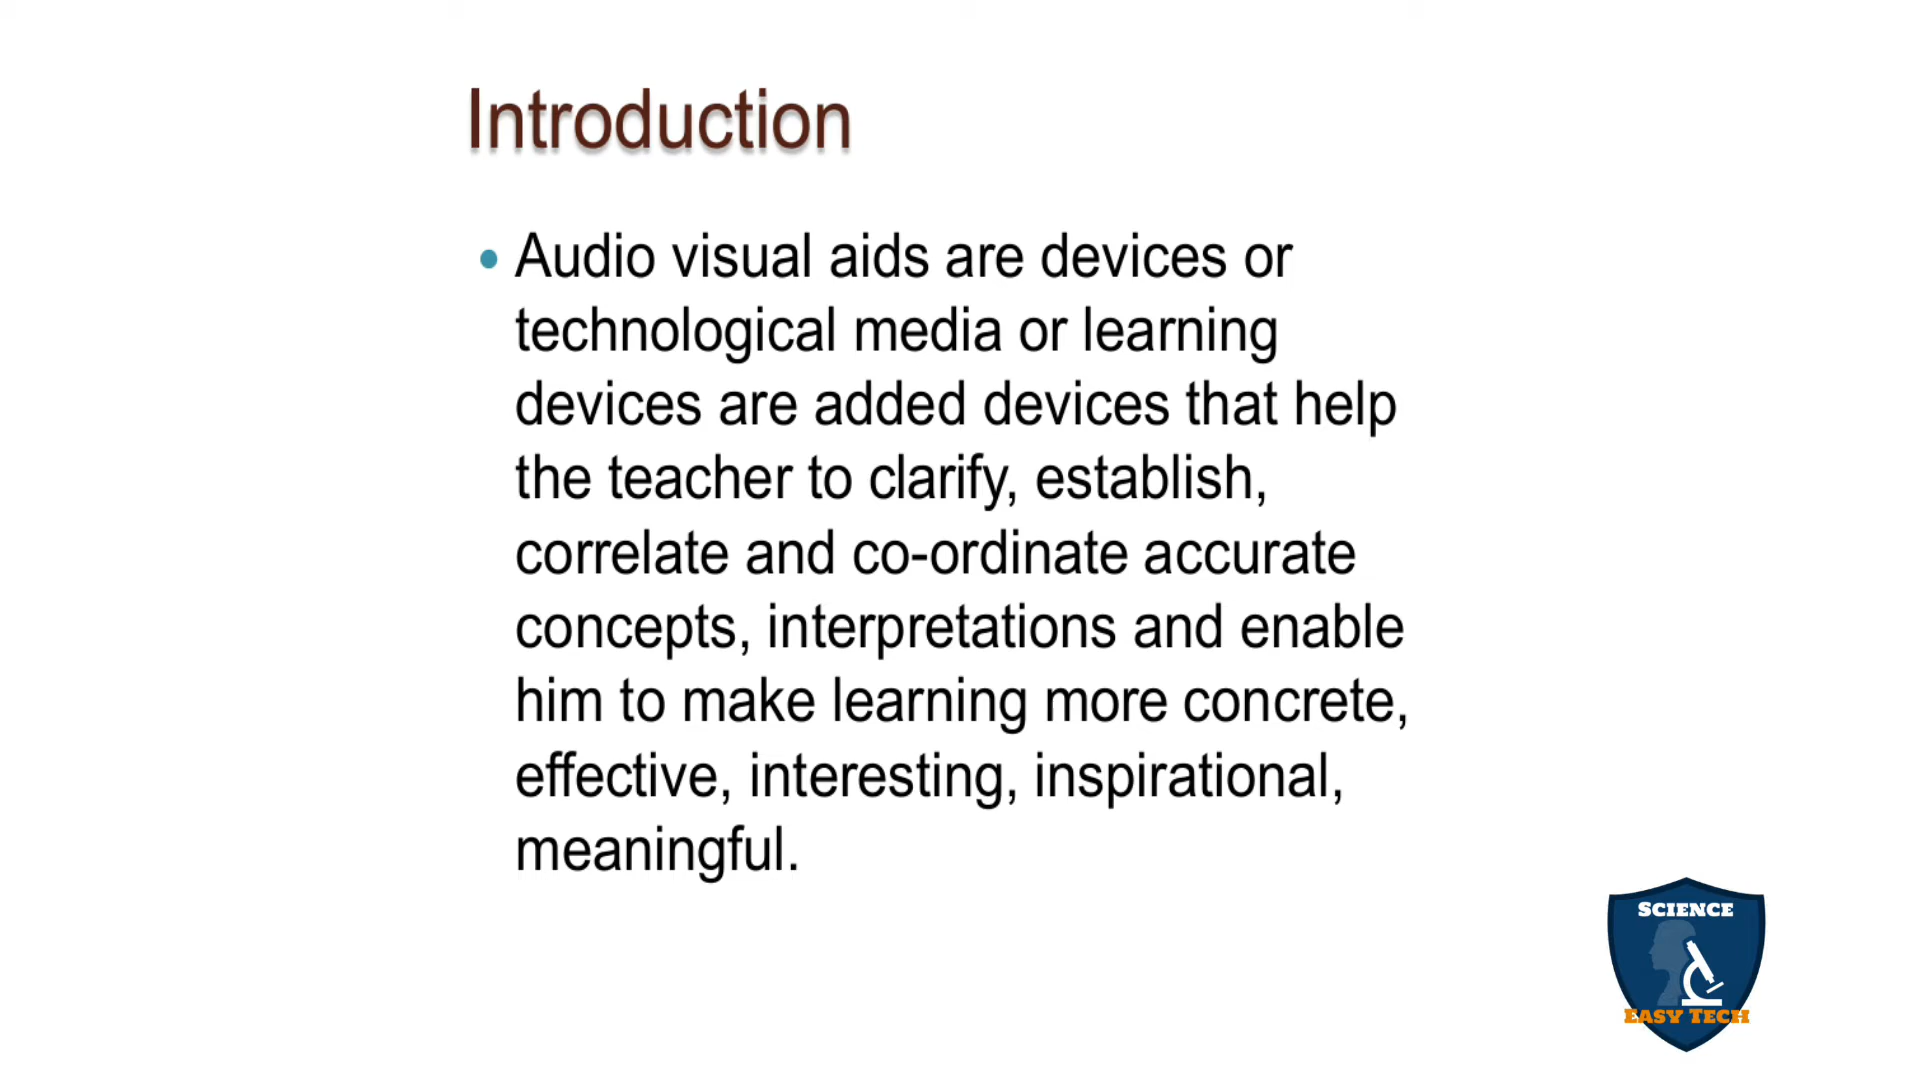 Introduction
• Audio visual aids are devices or
technological media or learning
devices are added devices that help
the teacher to clarify, establish,
correlate and co-ordinate accurate
concepts, interpretations and enable
him to make learning more concrete,
effective, interesting, inspirational,
meaningful.
SCIENCE
EASY TECH